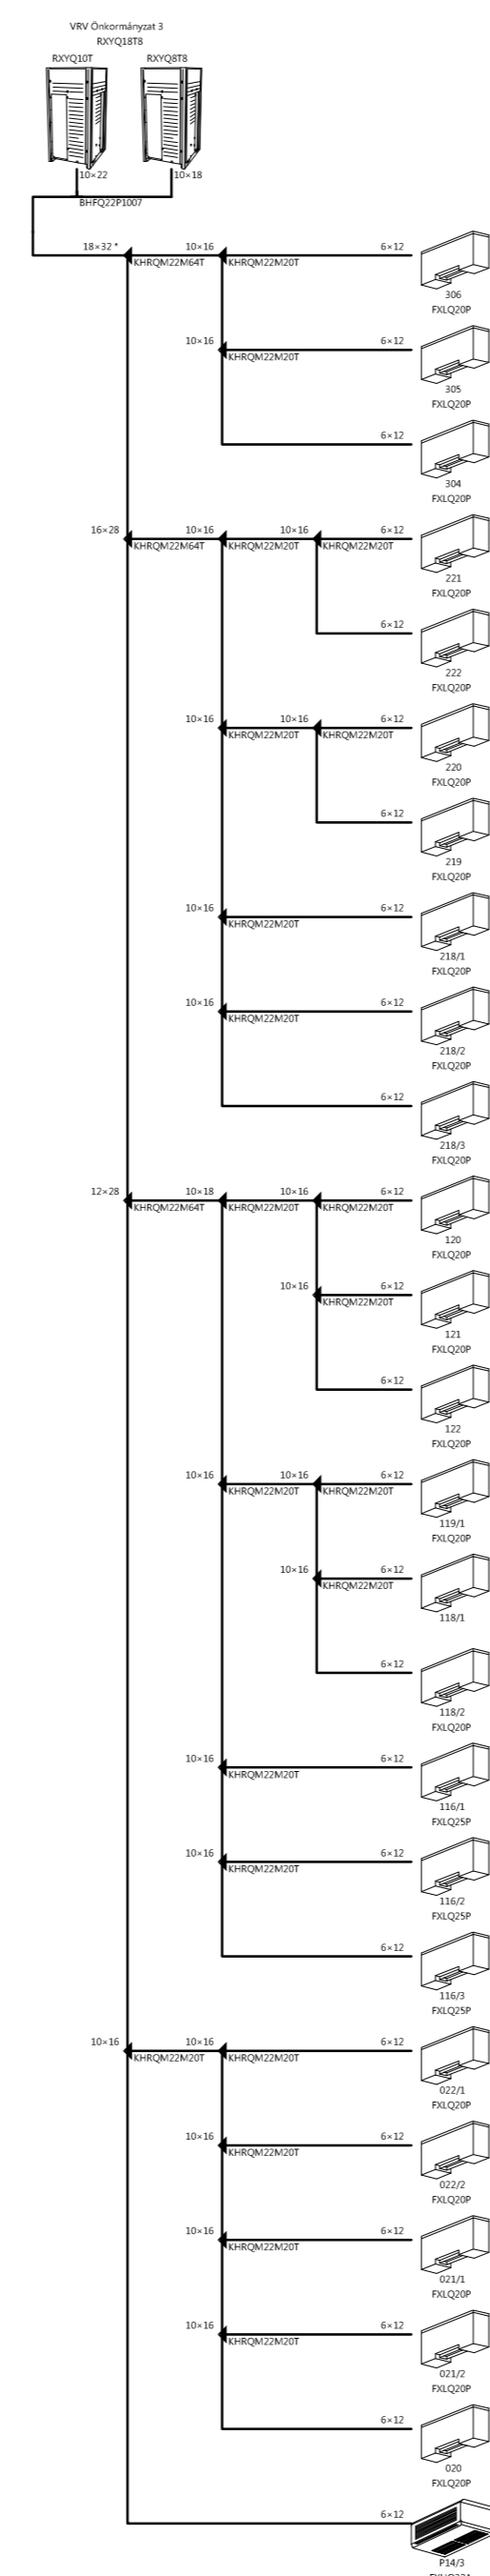 VRV Önkormányzat 3
RXYQ18T8
RXYQ10T RXYQ8T8
10×22 10×18
BHFQ22P1007
18×32 * 10×16 6×12
KHRQM22M64T KHRQM22M20T
306
FXLQ20P
10×16 6×12
KHRQM22M20T
305
FXLQ20P
6×12
304
FXLQ20P
16×28 10×16 10×16 6×12
KHRQM22M64T KHRQM22M20T KHRQM22M20T
221
FXLQ20P
6×12
222
FXLQ20P
10×16 10×16 6×12
KHRQM22M20T KHRQM22M20T
220
FXLQ20P
6×12
219
FXLQ20P
10×16 6×12
KHRQM22M20T
218/1
FXLQ20P
10×16 6×12
KHRQM22M20T
218/2
FXLQ20P
6×12
218/3
FXLQ20P
12×28 10×18 10×16 6×12
KHRQM22M64T KHRQM22M20T KHRQM22M20T
120
FXLQ20P
10×16 6×12
KHRQM22M20T
121
FXLQ20P
6×12
122
FXLQ20P
10×16 10×16 6×12
KHRQM22M20T KHRQM22M20T
119/1
FXLQ20P
10×16 6×12
KHRQM22M20T
118/1
6×12
118/2
FXLQ20P
10×16 6×12
KHRQM22M20T
116/1
FXLQ25P
10×16 6×12
KHRQM22M20T
116/2
FXLQ25P
6×12
116/3
FXLQ25P
10×16 10×16 6×12
KHRQM22M20T KHRQM22M20T
022/1
FXLQ20P
10×16 6×12
KHRQM22M20T
022/2
FXLQ20P
10×16 6×12
KHRQM22M20T
021/1
FXLQ20P
10×16 6×12
KHRQM22M20T
021/2
FXLQ20P
6×12
020
FXLQ20P
6×12
P14/3